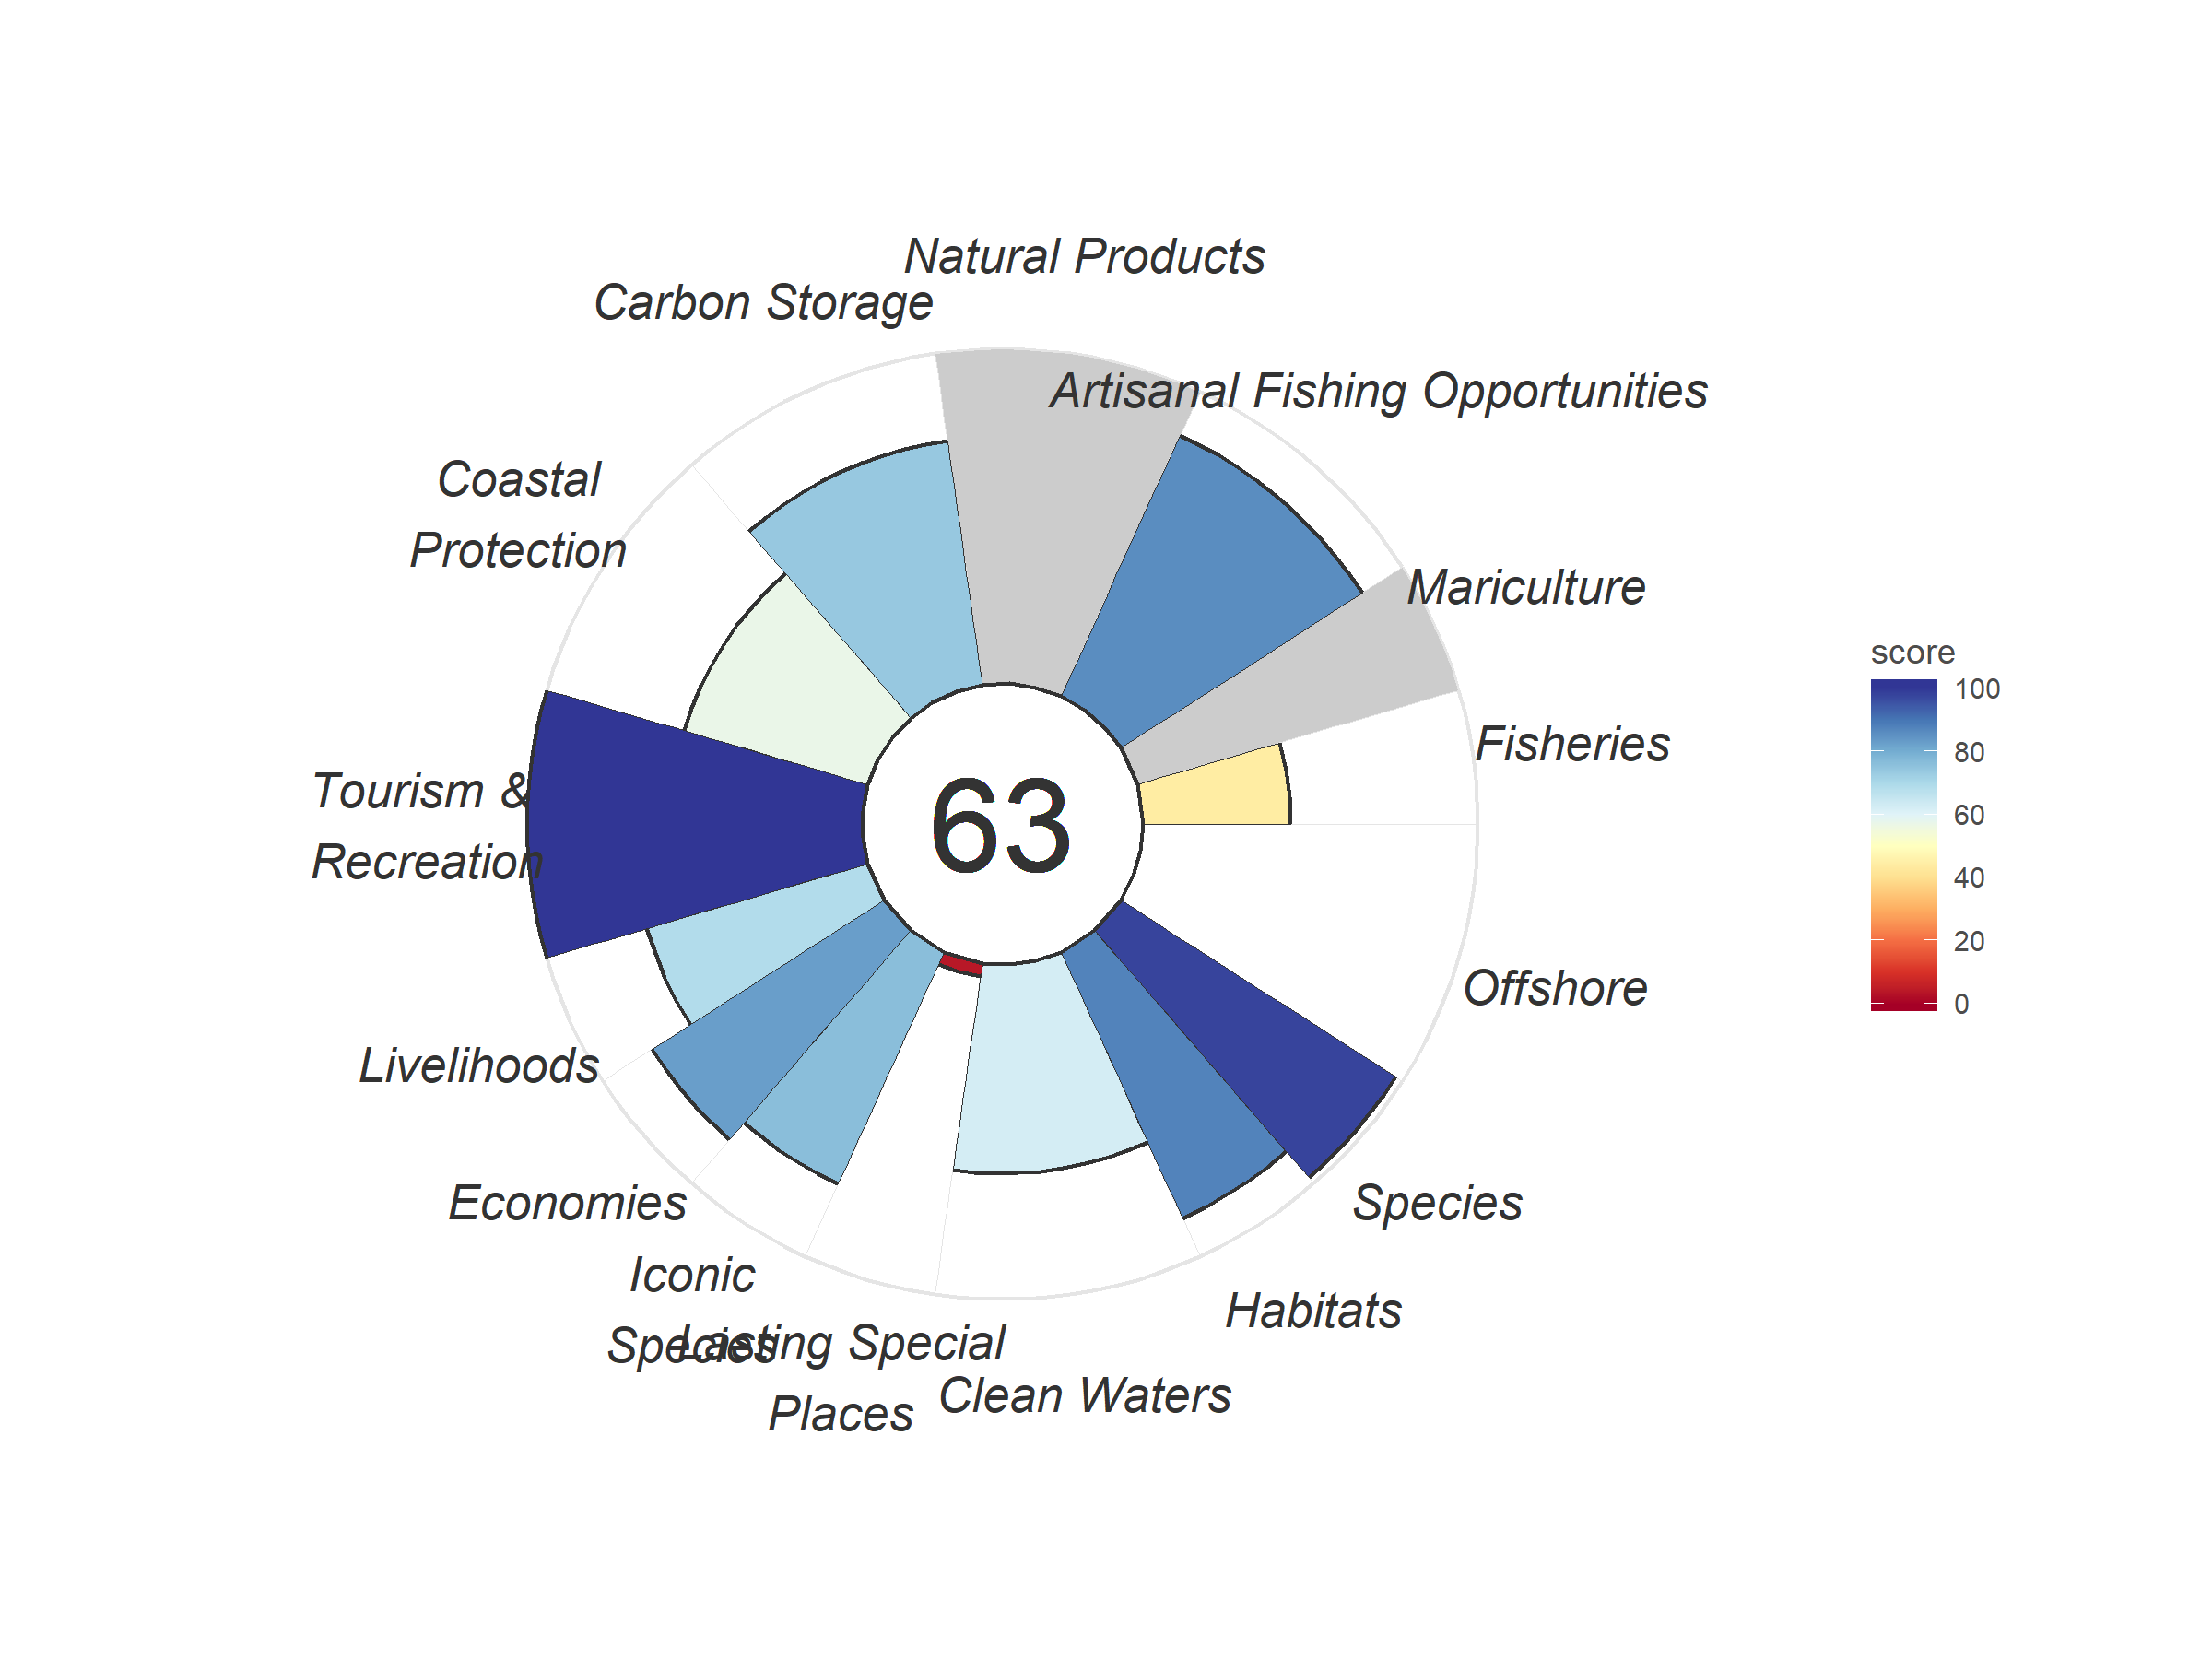 Natural Products
Carbon Storage
Artisanal Fishing Opportunities
Coastal
Protection
Mariculture
Fisheries
Tourism &
Recreation
63
Offshore
Livelihoods
Economies
Species
Iconic
Species
Habitats
Lasting Special
Places
Clean Waters
score
100
80
60
40
20
0